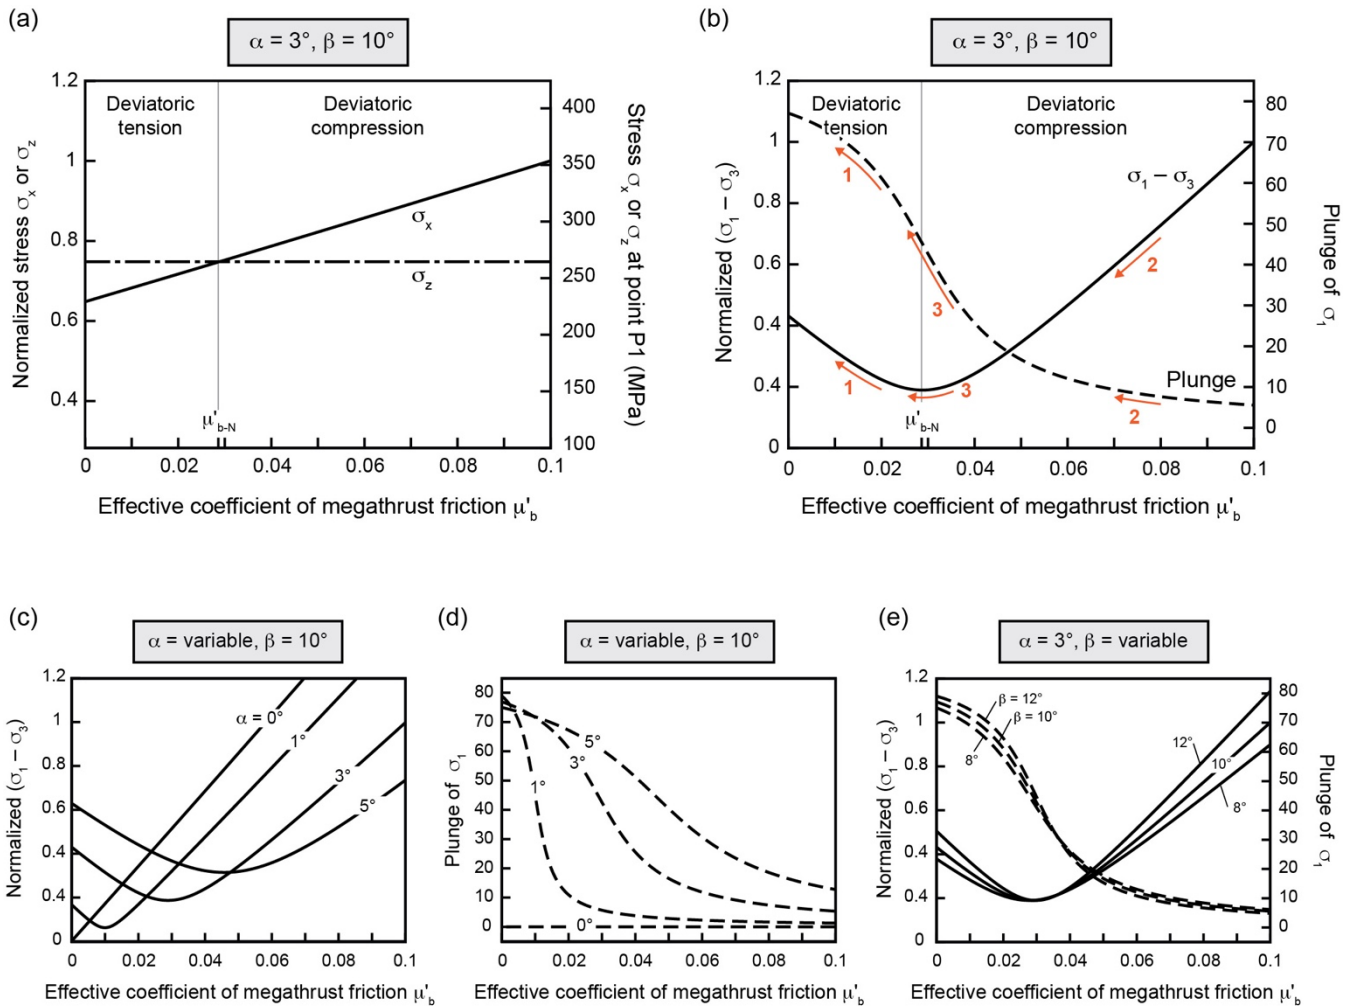 (a)
α = 3°, β = 10°
Normalized stress σx or σz
1.2
1
0.8
0.6
0.4
Deviatoric
tension
Deviatoric
compression
σx
σz
μ'b-N
0 0.02 0.04 0.06 0.08 0.1
Effective coefficient of megathrust friction μ'b
400
350
300
250
200
150
100
Stress σx or σz at point P1 (MPa)
(b)
α = 3°, β = 10°
Normalized (σ1 − σ3)
1.2
1
0.8
0.6
0.4
0.4
0
Deviatoric
tension
Deviatoric
compression
σ1 − σ3
1
2
3
1
3
Plunge
2
μ'b-N
0 0.02 0.04 0.06 0.08 0.1
Effective coefficient of megathrust friction μ'b
80
70
60
50
40
30
20
10
0
Plunge of σ1
(c)
α = variable, β = 10°
Normalized (σ1 − σ3)
1.2
1
0.8
0.6
0.4
0.4
0
α = 0°
1°
3°
5°
0 0.02 0.04 0.06 0.08 0.1
Effective coefficient of megathrust friction μ'b
(d)
α = variable, β = 10°
Plunge of σ1
80
70
60
50
40
30
20
10
0
5°
3°
1°
0°
0 0.02 0.04 0.06 0.08 0.1
Effective coefficient of megathrust friction μ'b
(e)
α = 3°, β = variable
Normalized (σ1 − σ3)
1.2
1
0.8
0.6
0.4
0.4
0
β = 12°
β = 10°
8°
12°
10°
8°
0 0.02 0.04 0.06 0.08 0.1
Effective coefficient of megathrust friction μ'b
80
70
60
50
40
30
20
10
0
Plunge of σ1